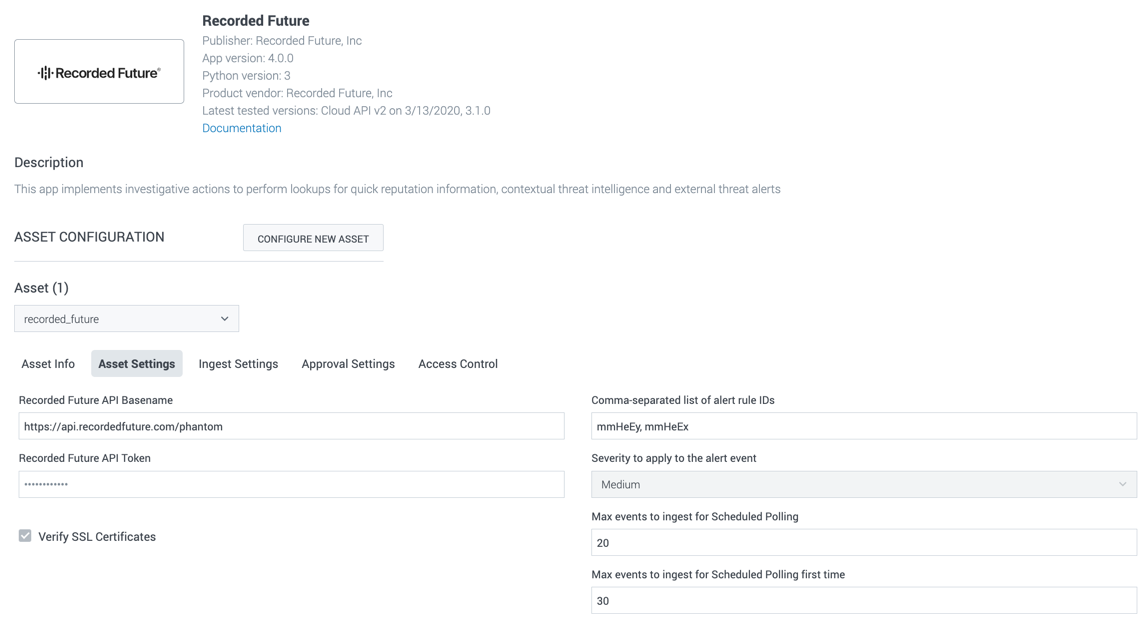 Recorded Future
Publisher: Recorded Future, Inc
App version: 4.0.0
·Recorded Future®
Python version: 3
Product vendor: Recorded Future, Inc
Latest tested versions: Cloud API v2 on 3/13/2020, 3.1.0
Documentation
Description
This app implements investigative actions to perform lookups for quick reputation information, contextual threat intelligence and external threat alerts
ASSET CONFIGURATION
CONFIGURE NEW ASSET
Asset (1)
recorded_future
Asset Info Asset Settings Ingest Settings Approval Settings Access Control
Recorded Future API Basename
https://api.recordedfuture.com/phantom
Recorded Future API Token
••••••••••••
Verify SSL Certificates
Comma-separated list of alert rule IDs
mmHeEy, mmHeEx
Severity to apply to the alert event
Medium
Max events to ingest for Scheduled Polling
20
Max events to ingest for Scheduled Polling first time
30